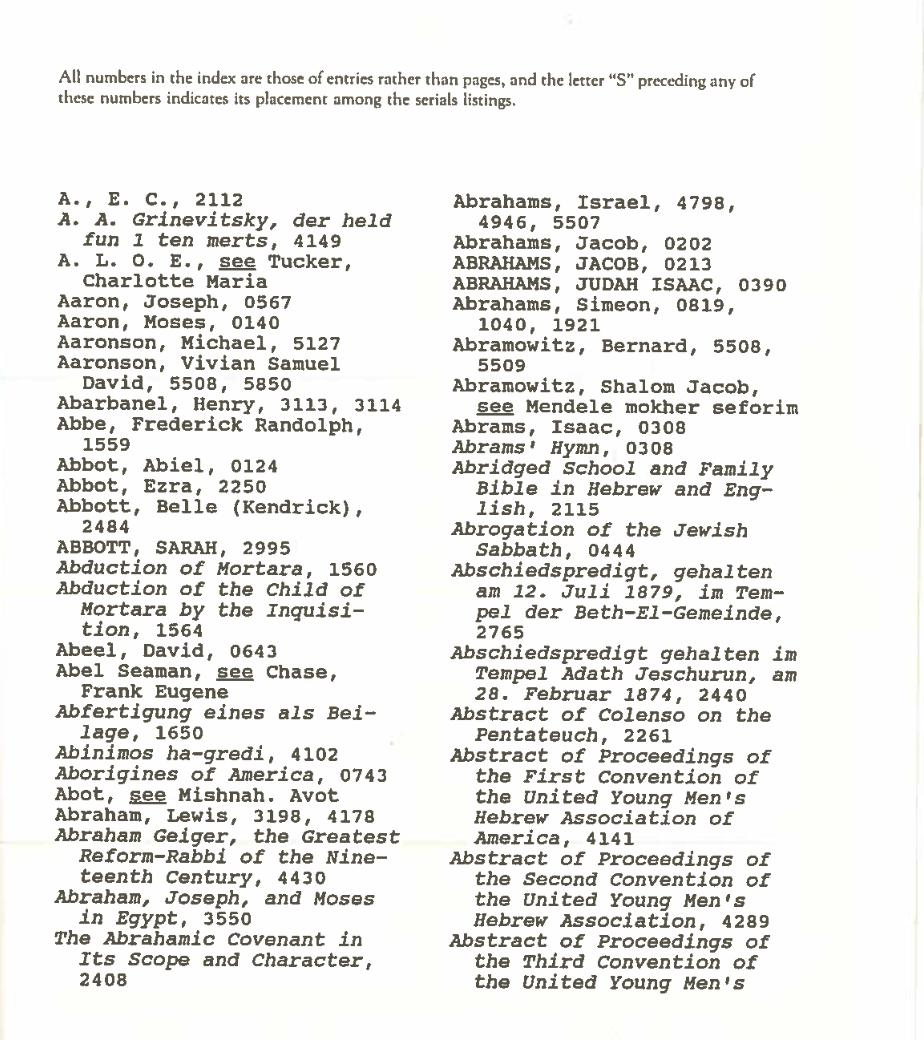 All numbers in the index are those of entries rather than pages, and the letter “S” preceding any of
these numbers indicates its placement among the serials listings.
A., E. C., 2112
A. A. Grinevitsky, der held
fun 1 ten merts, 4149
A. L. O. E., see Tucker,
Charlotte Maria
Aaron, Joseph, 0567
Aaron, Moses, 0140
Aaronson, Michael, 5127
Aaronson, Vivian Samuel
David, 5508, 5850
Abarbanel, Henry, 3113, 3114
Abbe, Frederick Randolph,
1559
Abbot, Abiel, 0124
Abbot, Ezra, 2250
Abbott, Belle (Kendrick),
2484
ABBOTT, SARAH, 2995
Abduction of Mortara, 1560
Abduction of the Child of
Mortara by the Inquisi-
tion, 1564
Abeel, David, 0643
Abel Seaman, see Chase,
Frank Eugene
Abfertigung eines als Bei-
lage, 1650
Abinimos ha-gredi, 4102
Aborigines of America, 0743
Abot, see Mishnah. Avot
Abraham, Lewis, 3198, 4178
Abraham Geiger, the Greatest
Reform-Rabbi of the Nine-
teenth Century, 4430
Abraham, Joseph, and Moses
in Egypt, 3550
The Abrahamic Covenant in
Its Scope and Character,
2408
Abrahams, Israel, 4798,
4946, 5507
Abrahams, Jacob, 0202
ABRAHAMS, JACOB, 0213
ABRAHAMS, JUDAH ISAAC, 0390
Abrahams, Simeon, 0819,
1040, 1921
Abramowitz, Bernard, 5508,
5509
Abramowitz, Shalom Jacob,
see Mendele mokher seforim
Abrams, Isaac, 0308
Abrams' Hymn, 0308
Abridged School and Family
Bible in Hebrew and Eng-
lish, 2115
Abrogation of the Jewish
Sabbath, 0444
Abschiedspredigt, gehalten
am 12. Juli 1879, im Tem-
pel der Beth-El-Gemeinde,
2765
Abschiedspredigt gehalten im
Tempel Adath Jeschurun, am
28. Februar 1874, 2440
Abstract of Colenso on the
Pentateuch, 2261
Abstract of Proceedings of
the First Convention of
the United Young Men's
Hebrew Association of
America, 4141
Abstract of Proceedings of
the Second Convention of
the United Young Men's
Hebrew Association, 4289
Abstract of Proceedings of
the Third Convention of
the United Young Men's